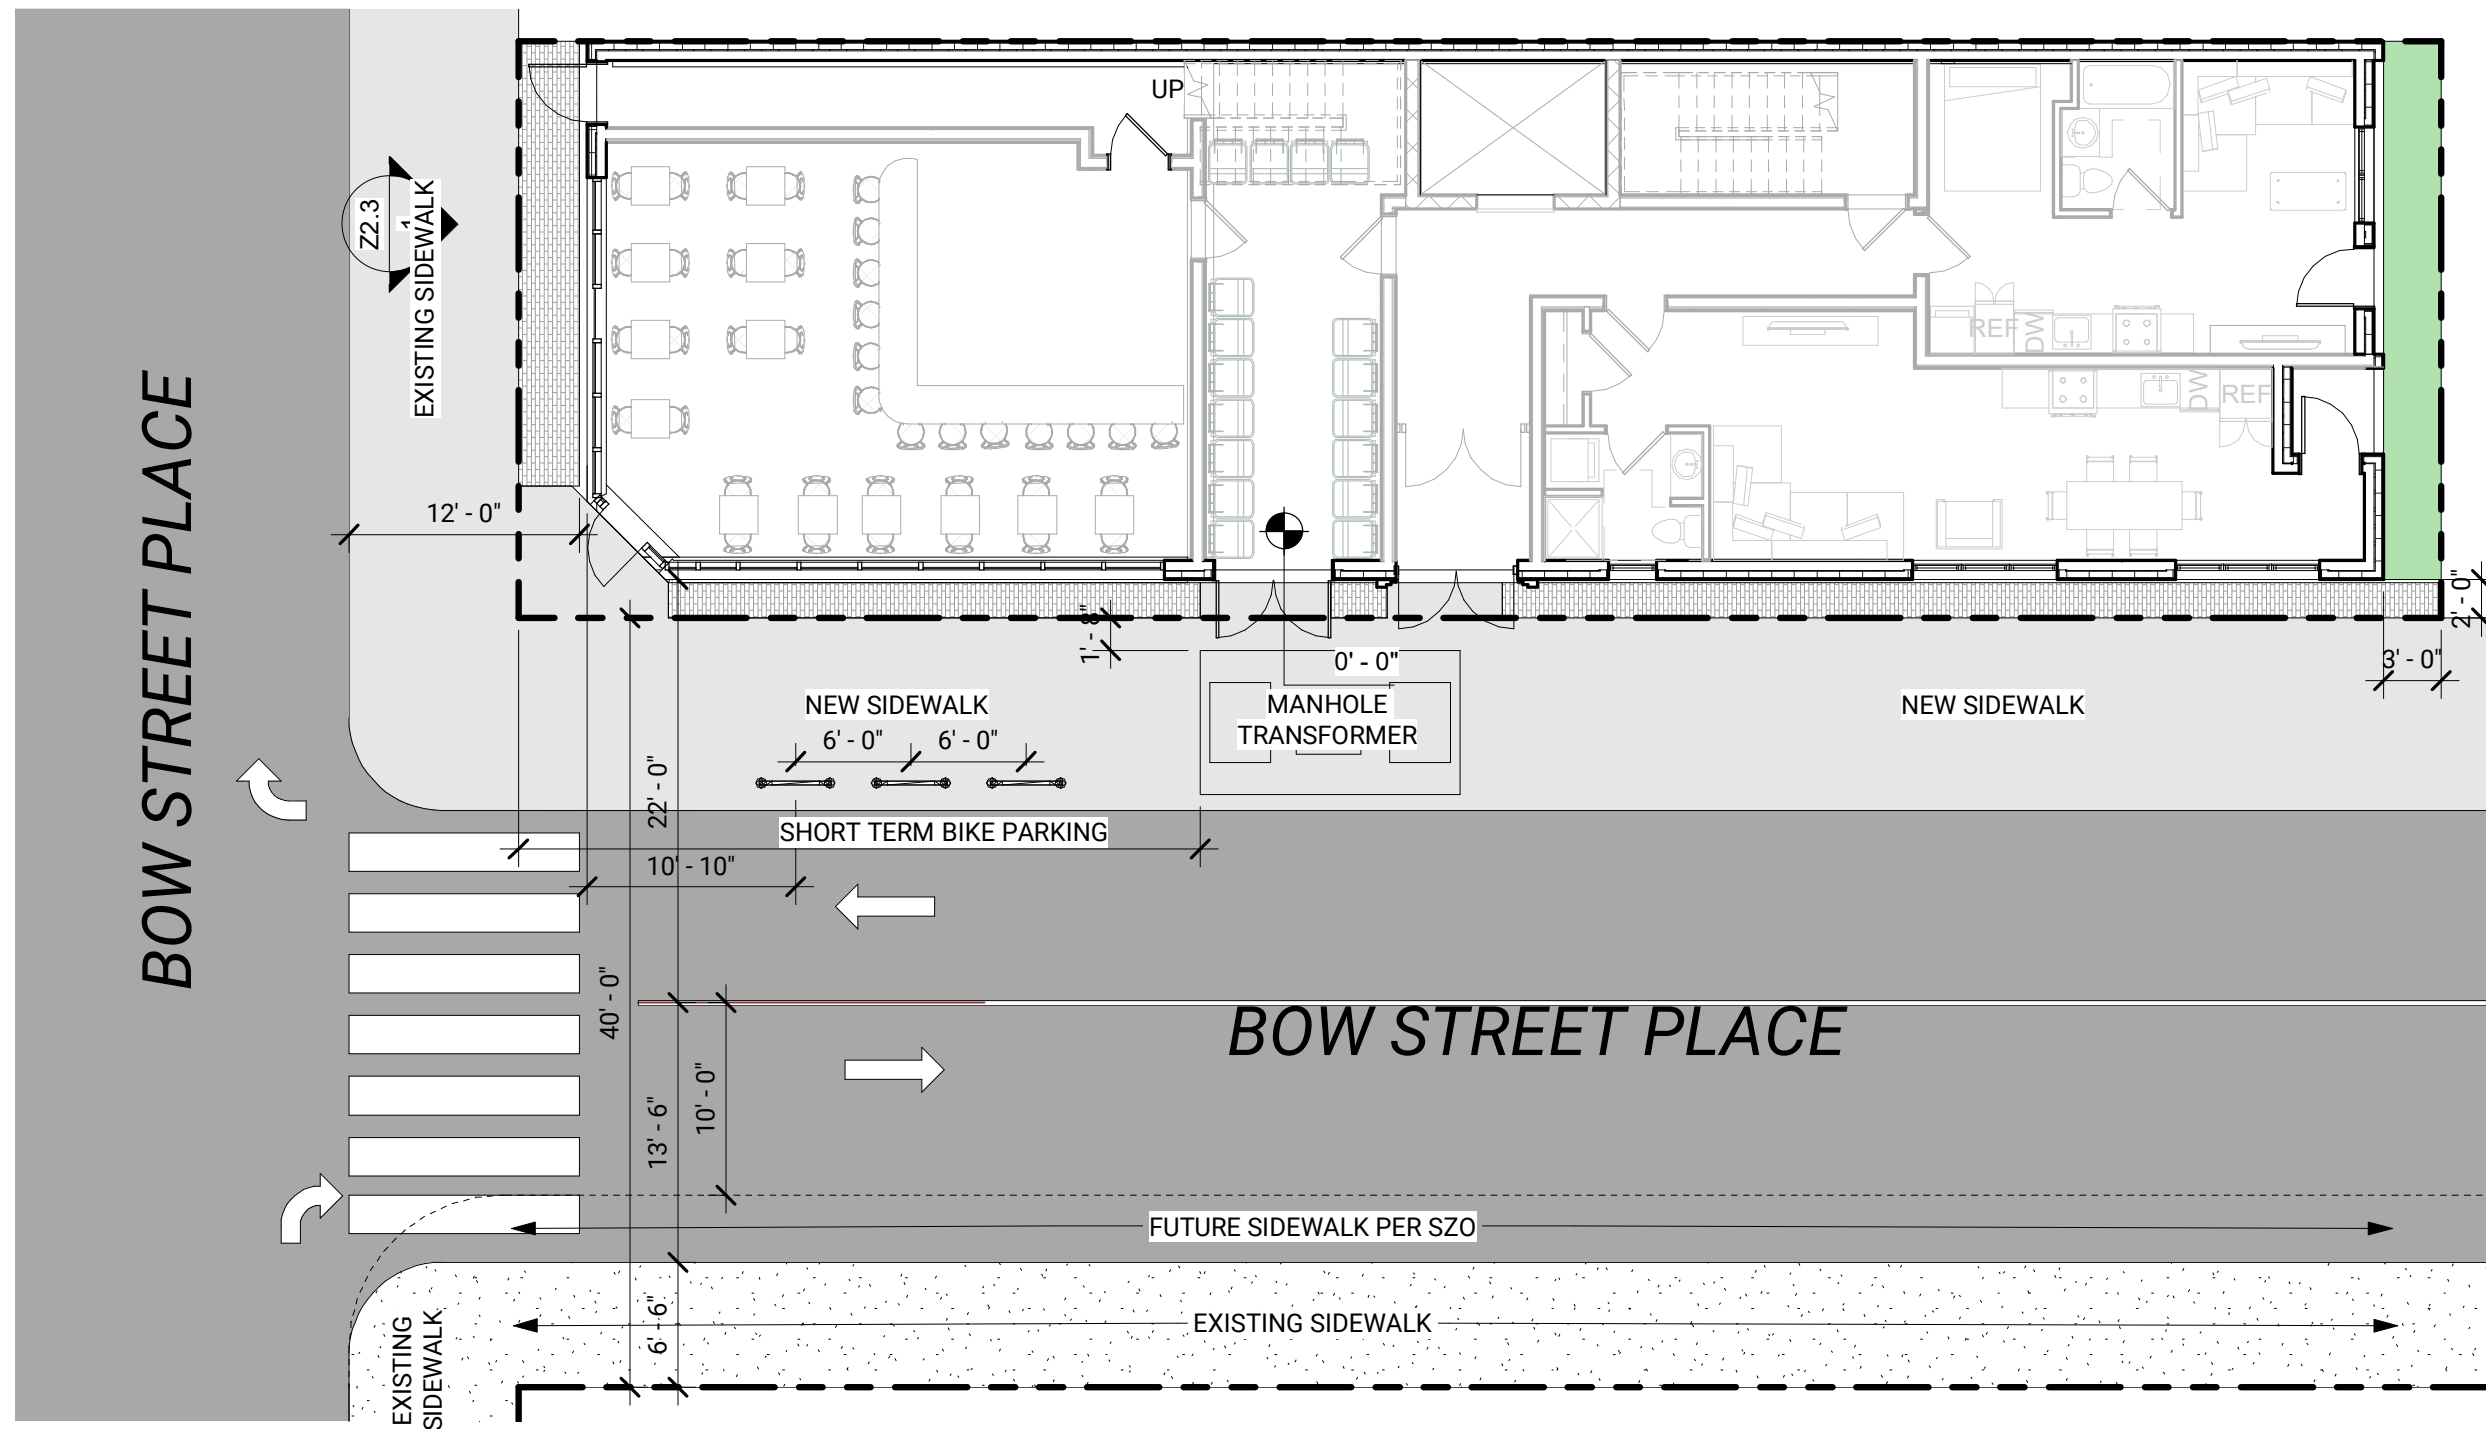 UP
Z2.3
1
EXISTING SIDEWALK
BOW STREET PLACE
REF
DW
DW
REF
12' - 0"
2' - 0"
1' - 8"
0' - 0"
3' - 0"
MANHOLE
TRANSFORMER
NEW SIDEWALK
NEW SIDEWALK
6' - 0"
6' - 0"
22' - 0"
SHORT TERM BIKE PARKING
10' - 10"
40' - 0"
BOW STREET PLACE
13' - 6"
10' - 0"
FUTURE SIDEWALK PER SZO
6' - 6"
EXISTING SIDEWALK
EXISTING
SIDEWALK